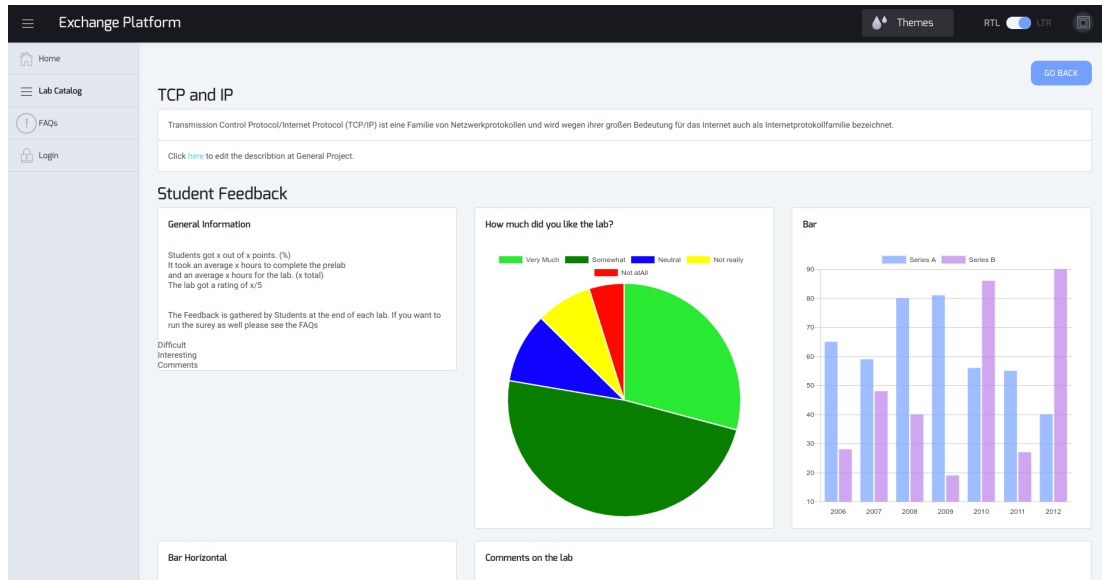 Exchange Platform
Themes
RTL LTR
Home
Lab Catalog
FAQs
Login
GO BACK
TCP and IP
Transmission Control Protocol/Internet Protocol (TCP/IP) ist eine Familie von Netzwerkprotokollen und wird wegen ihrer großen Bedeutung für das Internet auch als Internetprotokollfamilie bezeichnet.
Click here to edit the describtion at General Project.
Student Feedback
General Information
Students got x out of x points. (%)
It took an average x hours to complete the prelab
and an average x hours for the lab. (x total)
The lab got a rating of x/5
The Feedback is gathered by Students at the end of each lab. If you want to
run the surey as well please see the FAQs
Difficult
Interesting
Comments
How much did you like the lab?
Very Much Somewhat Neutral Not really
Not atAll
Bar
Series A Series B
90
80
70
60
50
40
30
20
10
2006 2007 2008 2009 2010 2011 2012
Bar Horizontal
Comments on the lab